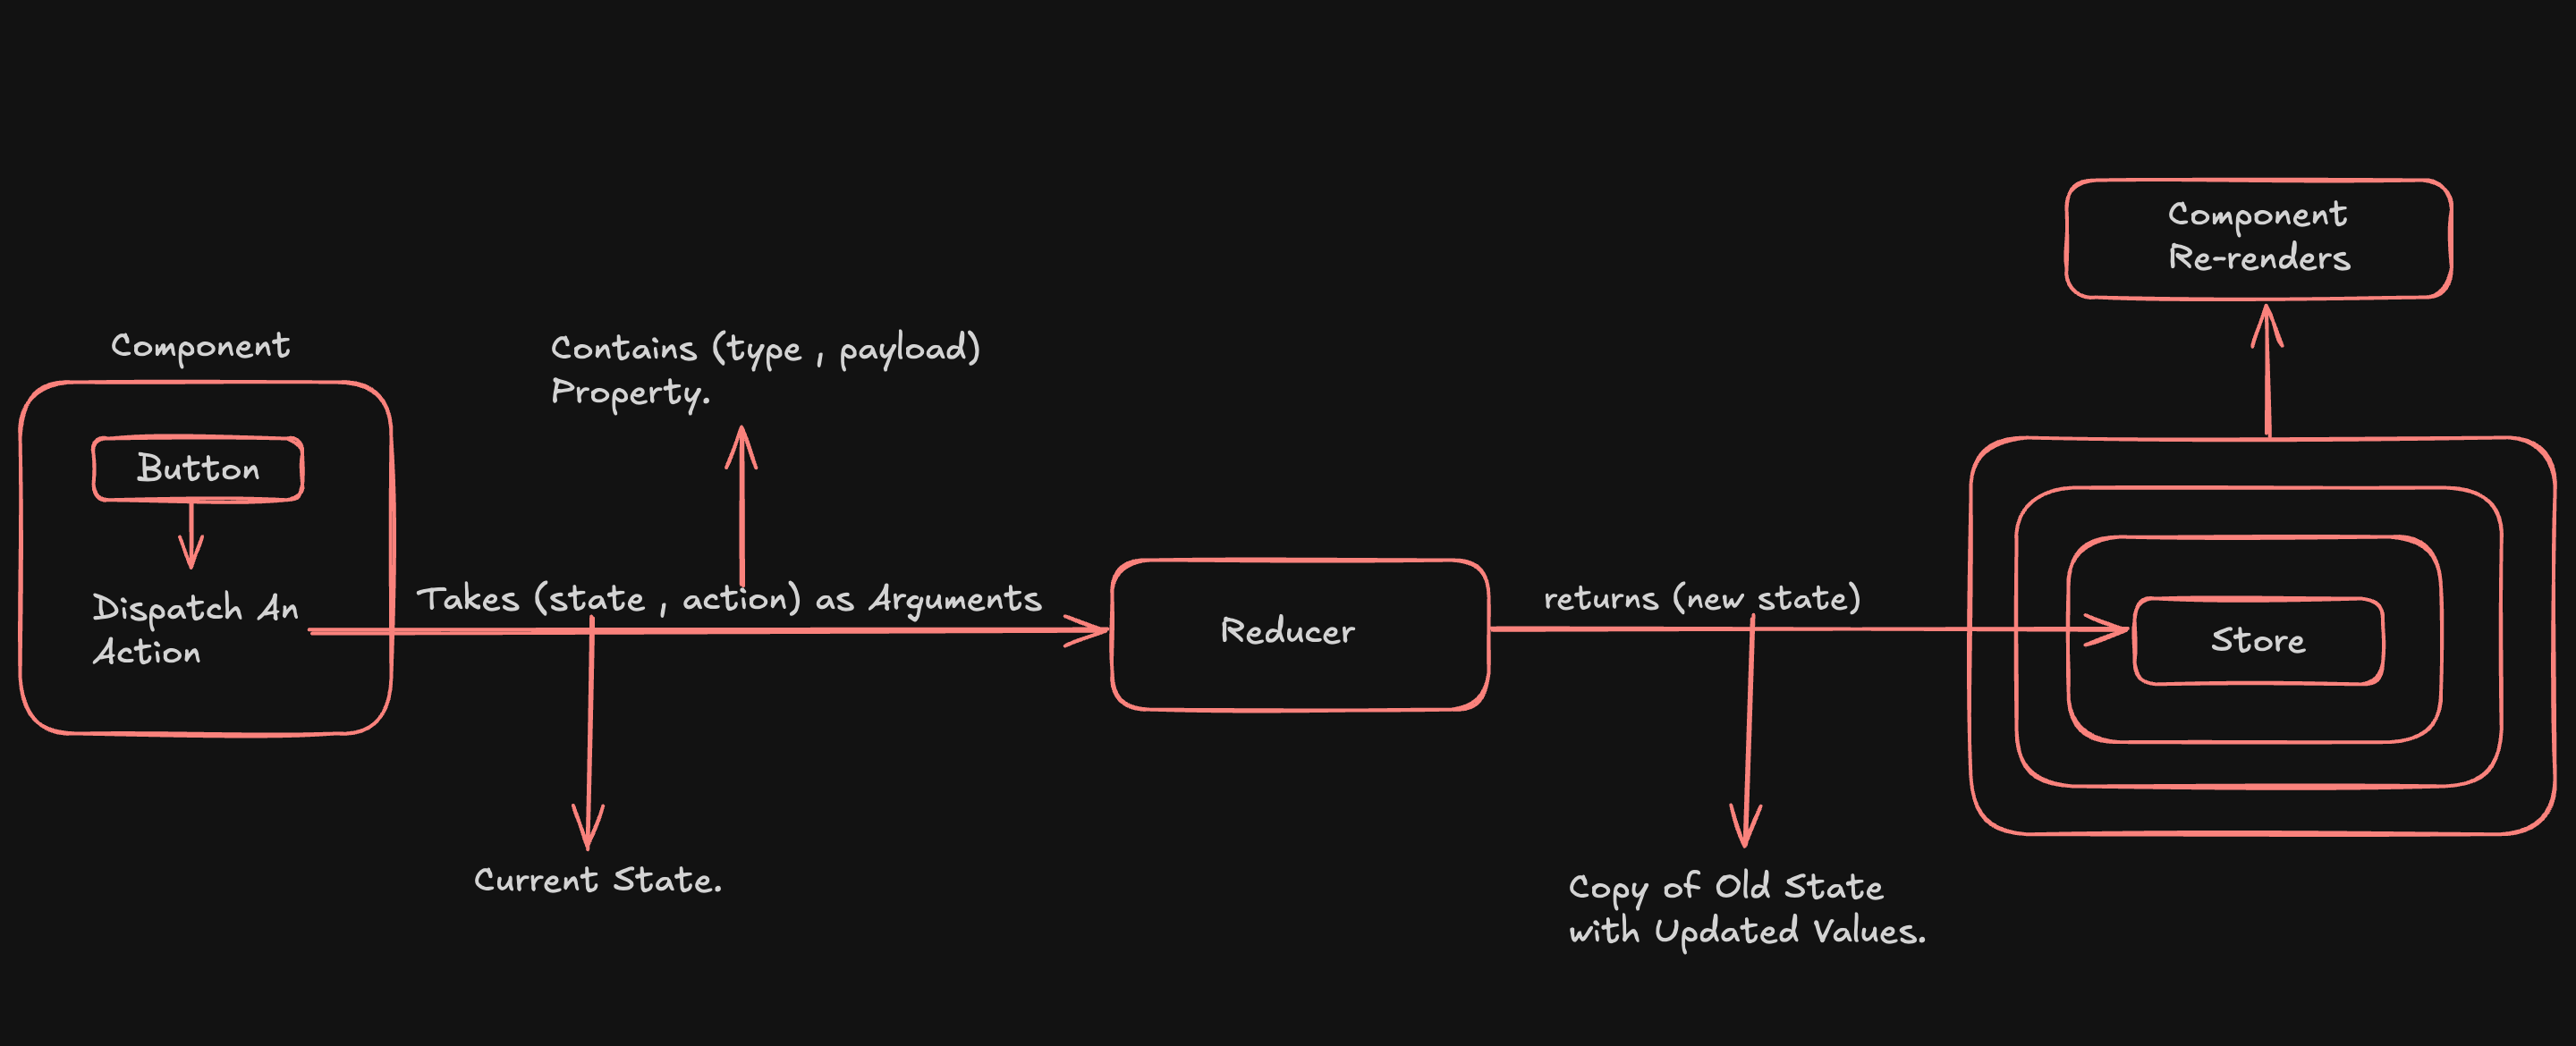 Component
Re-renders
Component
Contains (type , payload)
Property.
Button
Dispatch An
Action
Takes (state , action) as Arguments
Reducer
returns (new state)
Store
Current State.
Copy of Old State
with Updated Values.